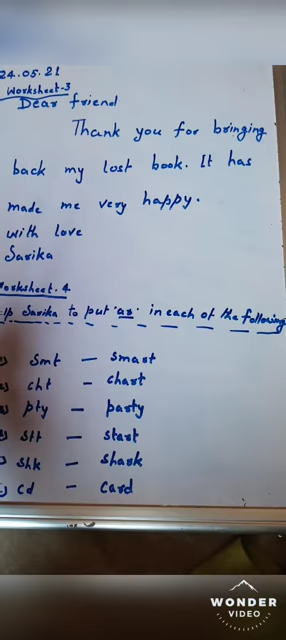 24.05.21
Worksheet-3
Dear friend
Thank you for bringing
back my lost book. It has
made me very happy.
with love
Sarika
Worksheet.4
lp Sarika to put 'ar' in each of the following
smt - smart
cht - chart
pty - party
stt - start
shk - shark
cd - card
WONDER
VIDEO